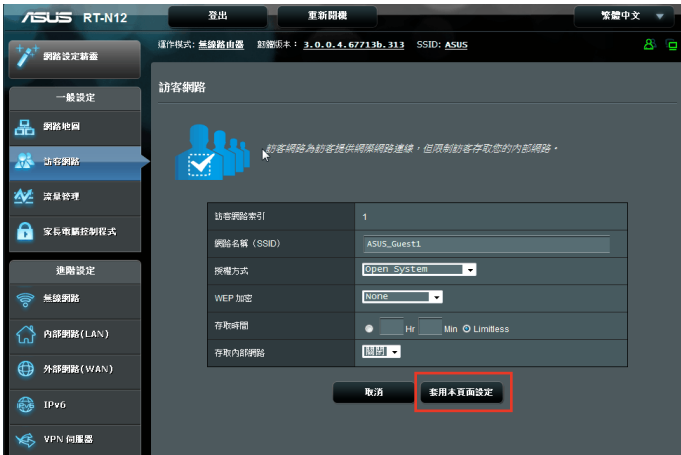 ASUS RT-N12 登出 重新開機 繁體中文
運作模式: 無線路由器 韌體版本: 3.0.0.4.67713b.313 SSID: ASUS
網路設定精靈
一般設定
網路地圖
訪客網路
流量管理
家長電腦控制程式
進階設定
無線網路
內部網路(LAN)
外部網路(WAN)
IPv6
VPN 伺服器
訪客網路
訪客網路為訪客提供網際網路連線，但限制訪客存取您的內部網路。
訪客網路索引 1
網路名稱（SSID） ASUS_Guest1
授權方式 Open System
WEP 加密 None
存取時間 Hr Min Limitless
存取內部網路 關閉
取消 套用本頁面設定